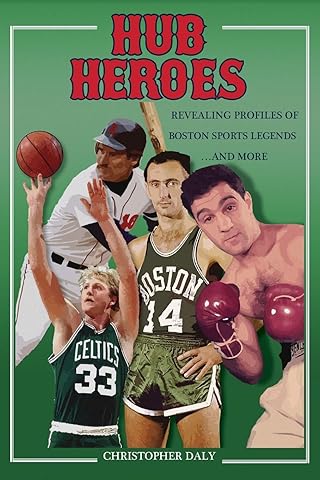 HUB
HEROES
REVEALING PROFILES OF
BOSTON SPORTS LEGENDS
...AND MORE
BOSTON
14
CELTICS
33
CHRISTOPHER DALY